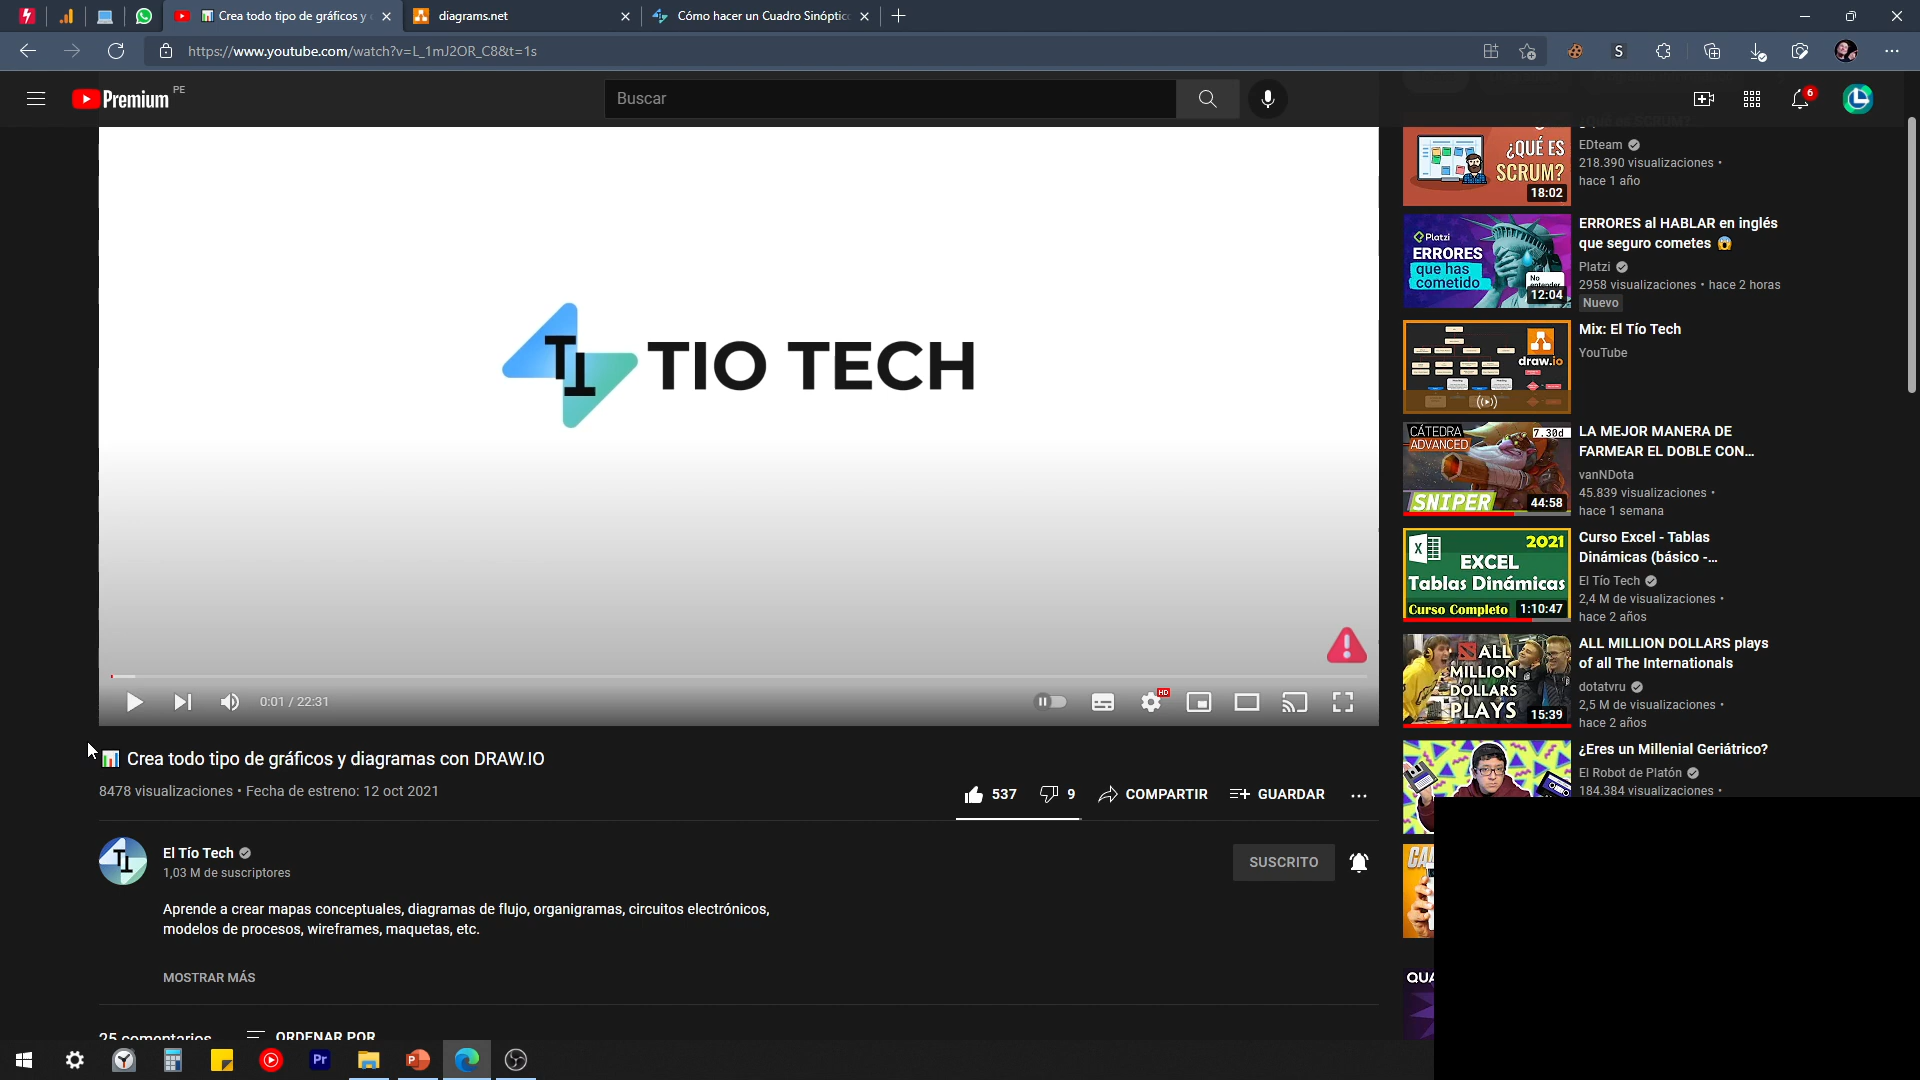 Crea todo tipo de gráficos y
diagrams.net
Cómo hacer un Cuadro Sinóptic
https://www.youtube.com/watch?v=L_1mJ2OR_C8&t=1s
S
Premium PE
Buscar
6
TIO TECH
HD
0:01 / 22:31
Crea todo tipo de gráficos y diagramas con DRAW.IO
8478 visualizaciones • Fecha de estreno: 12 oct 2021
537
9
COMPARTIR
GUARDAR
El Tío Tech
1,03 M de suscriptores
SUSCRITO
Aprende a crear mapas conceptuales, diagramas de flujo, organigramas, circuitos electrónicos,
modelos de procesos, wireframes, maquetas, etc.
MOSTRAR MÁS
25 comentarios
ORDENAR POR
¿QUÉ ES
SCRUM?
18:02
EDteam
218.390 visualizaciones •
hace 1 año
Platzi
ERRORES
que has
cometido
No
12:04
ERRORES al HABLAR en inglés
que seguro cometes
Platzi
2958 visualizaciones • hace 2 horas
Nuevo
draw.io
Mix: El Tío Tech
YouTube
CÁTEDRA
ADVANCED
7.30d
SNIPER
44:58
LA MEJOR MANERA DE
FARMEAR EL DOBLE CON...
vanNDota
45.839 visualizaciones •
hace 1 semana
X
2021
EXCEL
Tablas Dinámicas
Curso Completo
1:10:47
Curso Excel - Tablas
Dinámicas (básico -...
El Tío Tech
2,4 M de visualizaciones •
hace 2 años
ALL
MILLION
DOLLARS
PLAYS
15:39
ALL MILLION DOLLARS plays
of all The Internationals
dotatvru
2,5 M de visualizaciones •
hace 2 años
¿Eres un Millenial Geriátrico?
El Robot de Platón
184.384 visualizaciones •
Pr
P